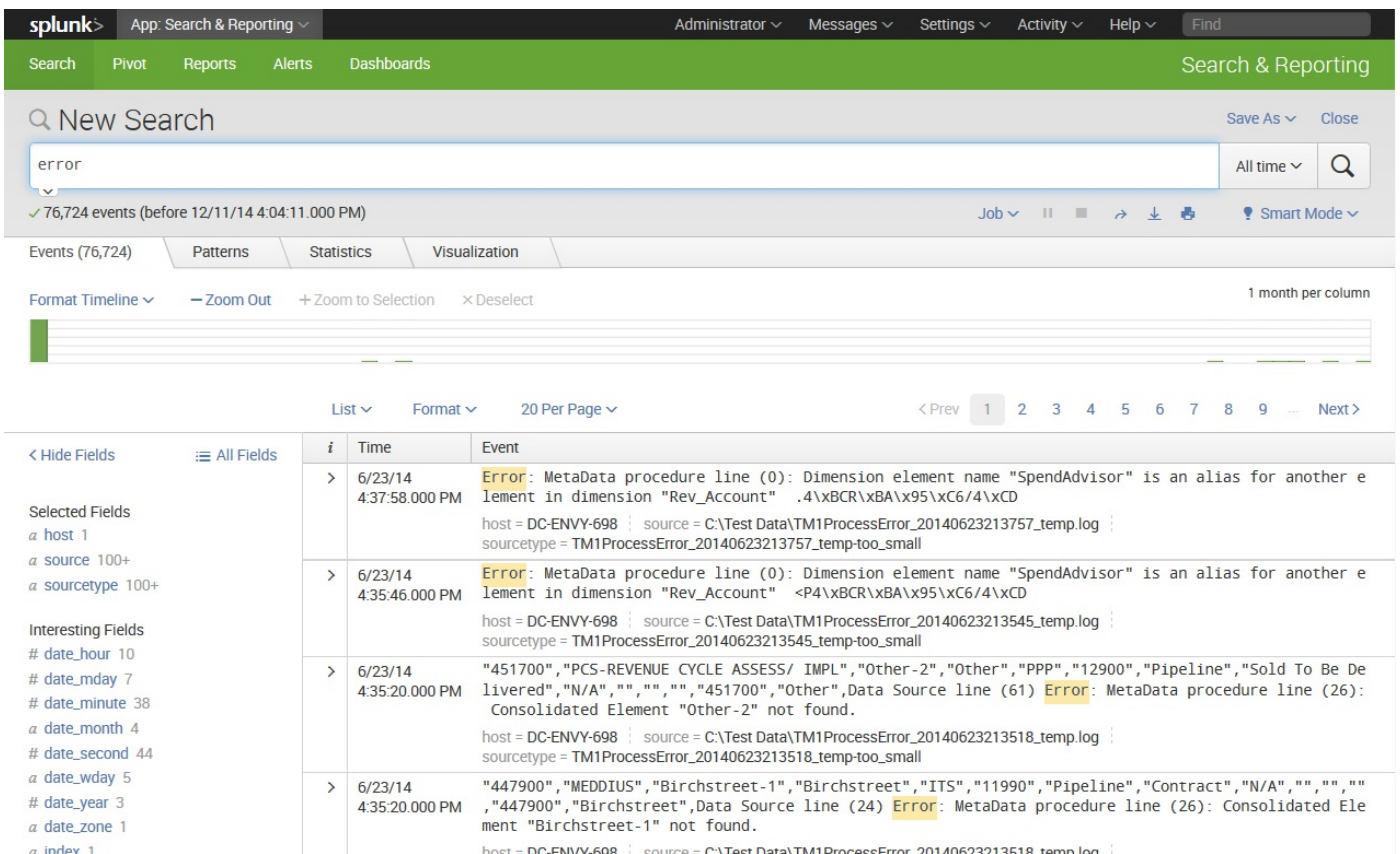 splunk> App: Search & Reporting Administrator Messages Settings Activity Help Find
Search Pivot Reports Alerts Dashboards Search & Reporting
New Search Save As Close
error All time
76,724 events (before 12/11/14 4:04:11.000 PM) Job Smart Mode
Events (76,724) Patterns Statistics Visualization
Format Timeline — Zoom Out + Zoom to Selection × Deselect 1 month per column
List Format 20 Per Page < Prev 1 2 3 4 5 6 7 8 9 ... Next >
< Hide Fields All Fields
Selected Fields
a host 1
a source 100+
a sourcetype 100+
Interesting Fields
# date_hour 10
# date_mday 7
# date_minute 38
a date_month 4
# date_second 44
a date_wday 5
# date_year 3
a date_zone 1
a index 1
i Time Event
> 6/23/14 Error: MetaData procedure line (0): Dimension element name "SpendAdvisor" is an alias for another e
4:37:58.000 PM lement in dimension "Rev_Account" .4\xBCR\xBA\x95\xC6/4\xCD
host = DC-ENVY-698 source = C:\Test Data\TM1ProcessError_20140623213757_temp.log
sourcetype = TM1ProcessError_20140623213757_temp-too_small
> 6/23/14 Error: MetaData procedure line (0): Dimension element name "SpendAdvisor" is an alias for another e
4:35:46.000 PM lement in dimension "Rev_Account" <P4\xBCR\xBA\x95\xC6/4\xCD
host = DC-ENVY-698 source = C:\Test Data\TM1ProcessError_20140623213545_temp.log
sourcetype = TM1ProcessError_20140623213545_temp-too_small
> 6/23/14 "451700","PCS-REVENUE CYCLE ASSESS/ IMPL","Other-2","Other","PPP","12900","Pipeline","Sold To Be De
4:35:20.000 PM livered","N/A","","","","451700","Other",Data Source line (61) Error: MetaData procedure line (26):
Consolidated Element "Other-2" not found.
host = DC-ENVY-698 source = C:\Test Data\TM1ProcessError_20140623213518_temp.log
sourcetype = TM1ProcessError_20140623213518_temp-too_small
> 6/23/14 "447900","MEDDIUS","Birchstreet-1","Birchstreet","ITS","11990","Pipeline","Contract","N/A","","",""
4:35:20.000 PM ,"447900","Birchstreet",Data Source line (24) Error: MetaData procedure line (26): Consolidated Ele
ment "Birchstreet-1" not found.
host = DC-ENVY-698 source = C:\Test Data\TM1ProcessError_20140623213518_temp.log